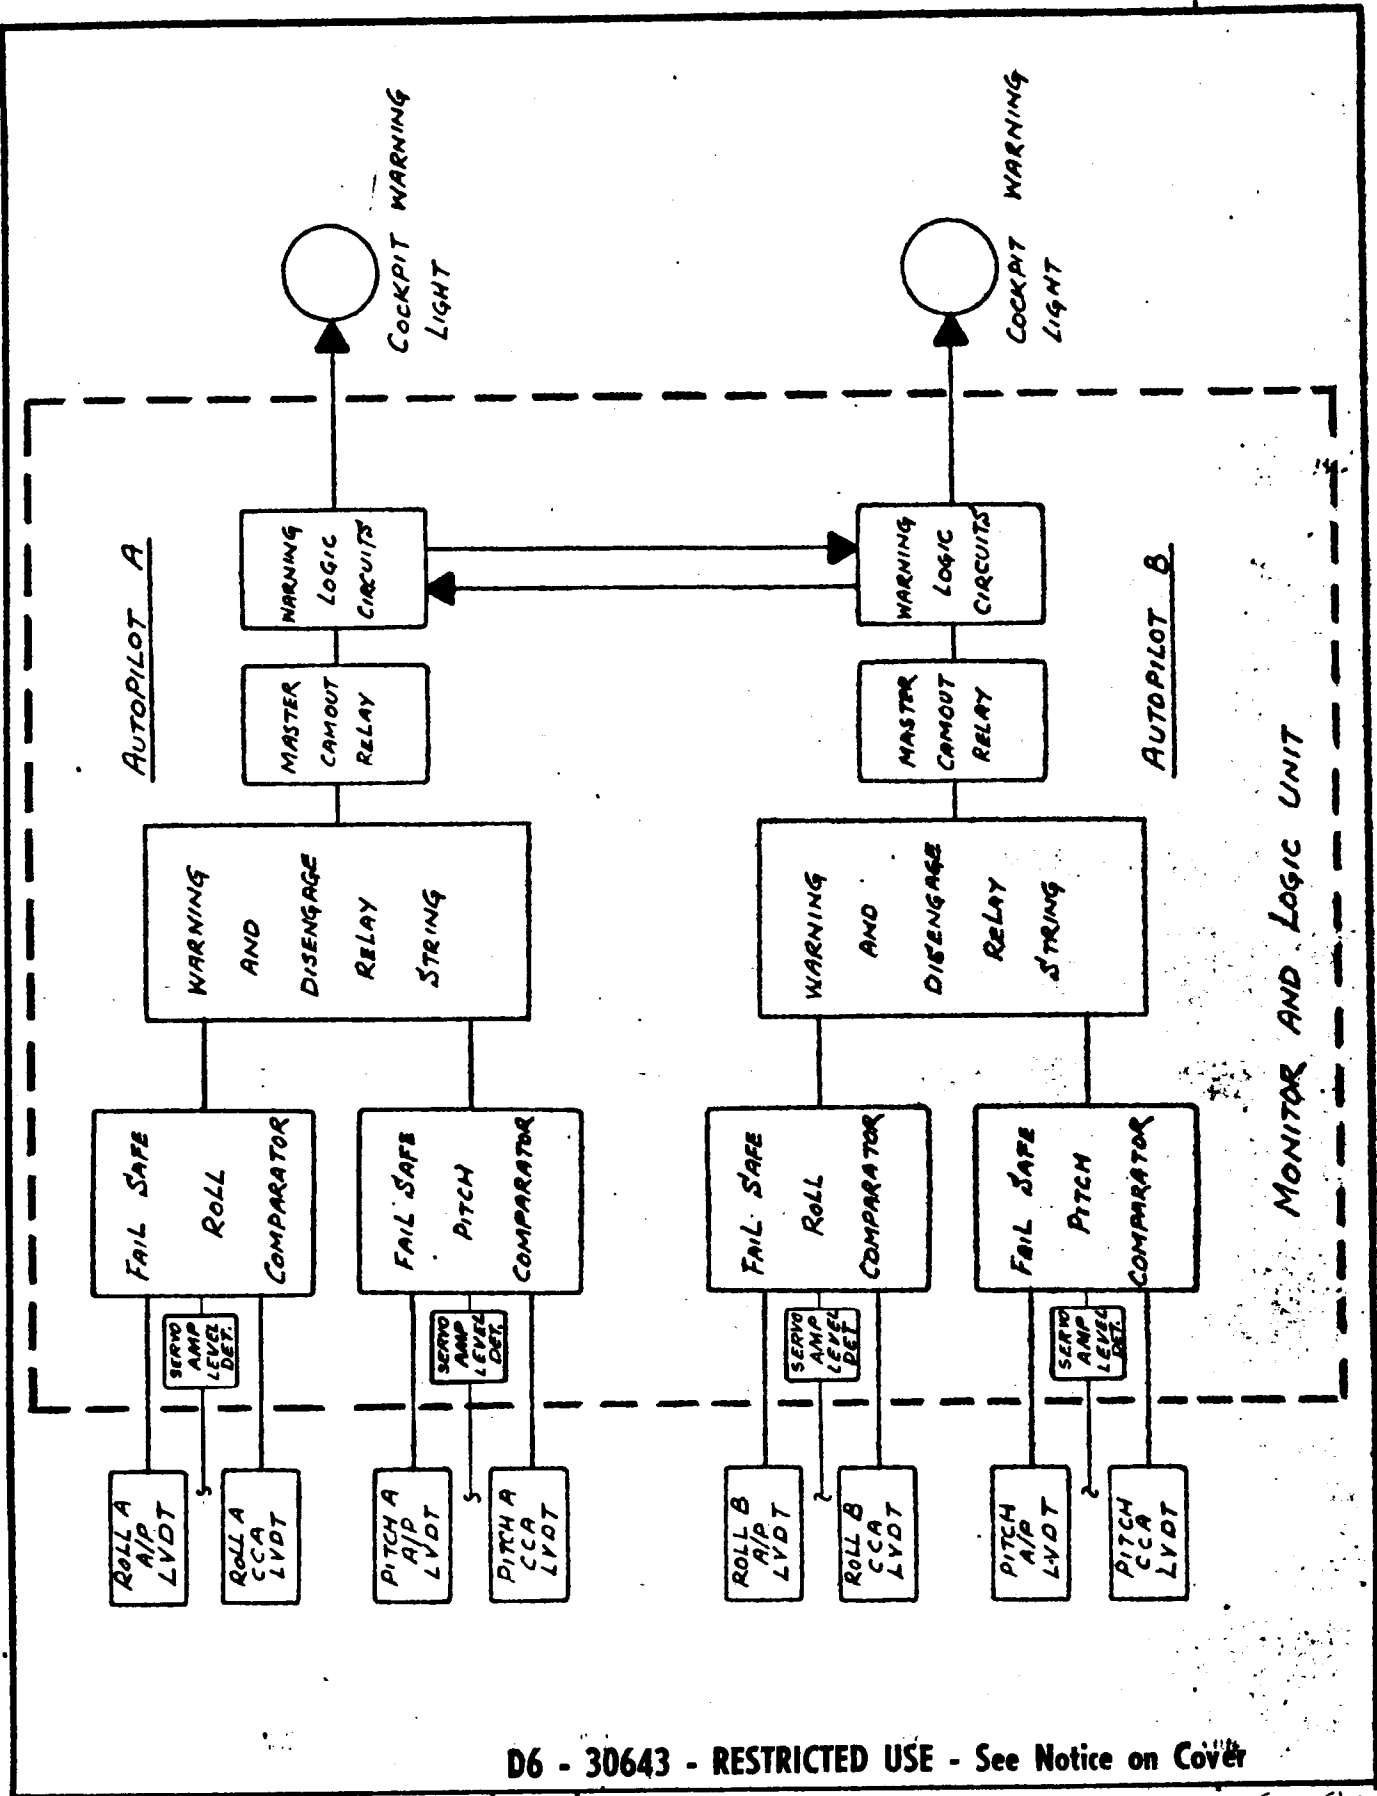 AUTOPILOT A
ROLL A
A/P
LVDT
ROLL A
CCA
LVDT
SERVO
AMP
LEVEL
DET.
FAIL SAFE
ROLL
COMPARATOR
PITCH A
A/P
LVDT
PITCH A
CCA
LVDT
SERVO
AMP
LEVEL
DET.
FAIL SAFE
PITCH
COMPARATOR
WARNING
AND
DISENGAGE
RELAY
STRING
MASTER
CAMOUT
RELAY
WARNING
LOGIC
CIRCUITS
COCKPIT WARNING
LIGHT
ROLL B
A/P
LVDT
ROLL B
CCA
LVDT
SERVO
AMP
LEVEL
DET
FAIL SAFE
ROLL
COMPARATOR
PITCH
A/P
LVDT
PITCH
CCA
LVDT
SERVO
AMP
LEVEL
DET.
FAIL SAFE
PITCH
COMPARATOR
WARNING
AND
DISENGAGE
RELAY
STRING
MASTER
CAMOUT
RELAY
WARNING
LOGIC
CIRCUITS
COCKPIT WARNING
LIGHT
AUTOPILOT B
MONITOR AND LOGIC UNIT
D6 - 30643 - RESTRICTED USE - See Notice on Cover